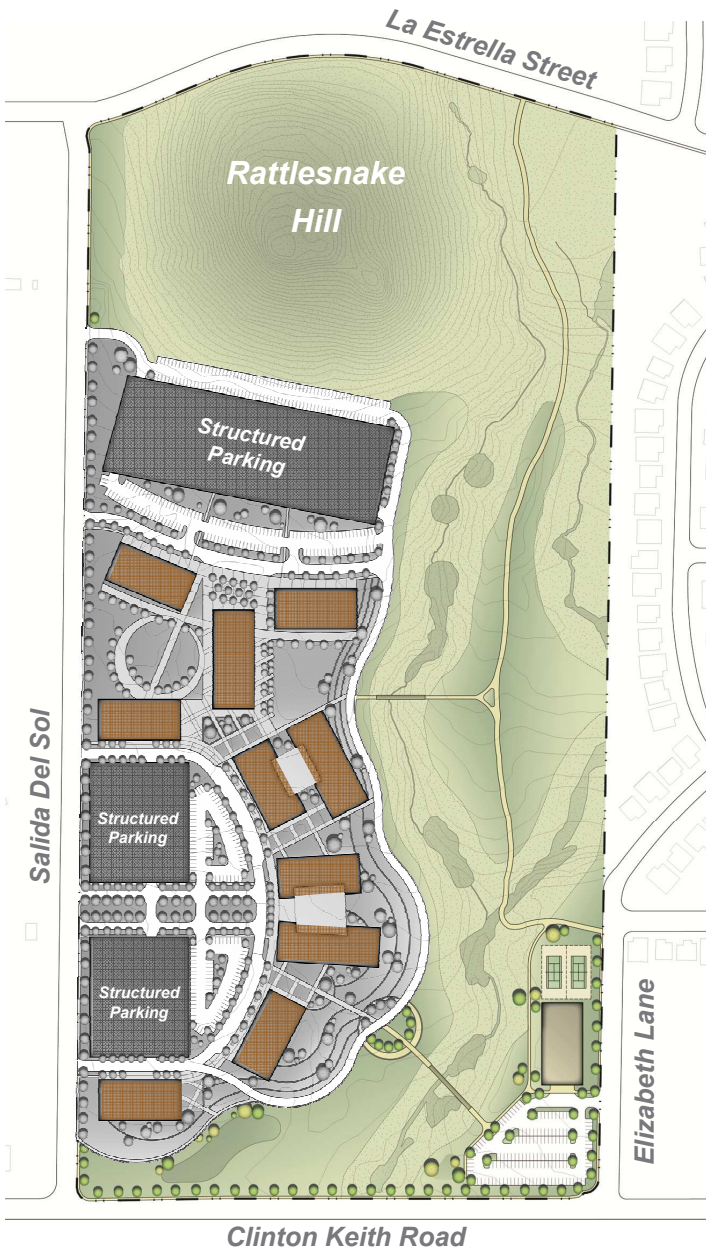 La Estrella Street
Rattlesnake
Hill
Structured
Parking
Salida Del Sol
Structured
Parking
Structured
Parking
Elizabeth Lane
Clinton Keith Road